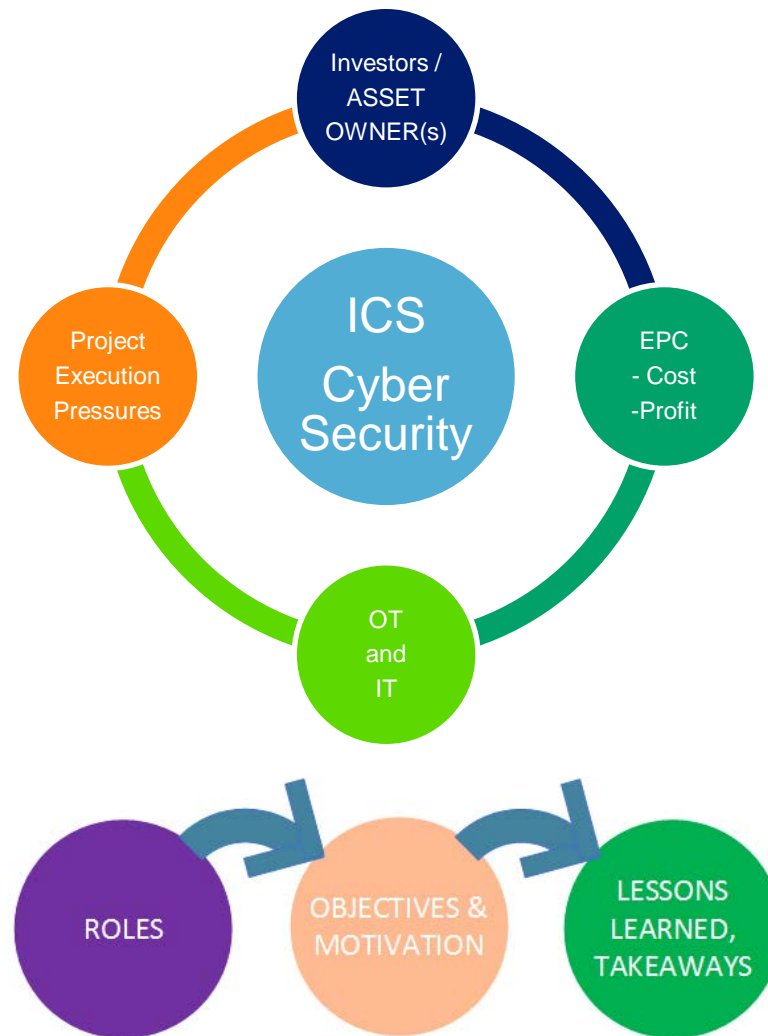 Investors /
ASSET
OWNER(s)
ICS
Cyber
Security
Project
Execution
Pressures
EPC
- Cost
-Profit
OT
and
IT
ROLES
OBJECTIVES &
MOTIVATION
LESSONS
LEARNED,
TAKEAWAYS